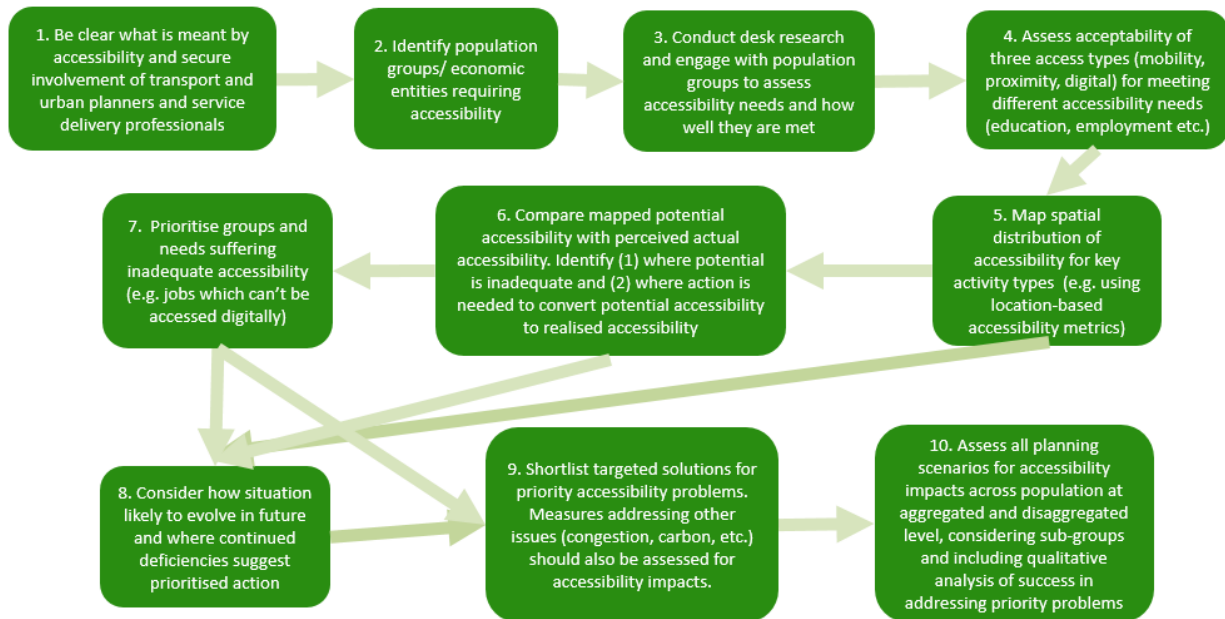 1. Be clear what is meant by
accessibility and secure
involvement of transport and
urban planners and service
delivery professionals
2. Identify population
groups/ economic
entities requiring
accessibility
3. Conduct desk research
and engage with population
groups to assess
accessibility needs and how
well they are met
4. Assess acceptability of
three access types (mobility,
proximity, digital) for meeting
different accessibility needs
(education, employment etc.)
5. Map spatial
distribution of
accessibility for key
activity types (e.g. using
location-based
accessibility metrics)
6. Compare mapped potential
accessibility with perceived actual
accessibility. Identify (1) where potential
is inadequate and (2) where action is
needed to convert potential accessibility
to realised accessibility
7. Prioritise groups and
needs suffering
inadequate accessibility
(e.g. jobs which can't be
accessed digitally)
8. Consider how situation
likely to evolve in future
and where continued
deficiencies suggest
prioritised action
9. Shortlist targeted solutions for
priority accessibility problems.
Measures addressing other
issues (congestion, carbon, etc.)
should also be assessed for
accessibility impacts.
10. Assess all planning
scenarios for accessibility
impacts across population at
aggregated and disaggregated
level, considering sub-groups
and including qualitative
analysis of success in
addressing priority problems